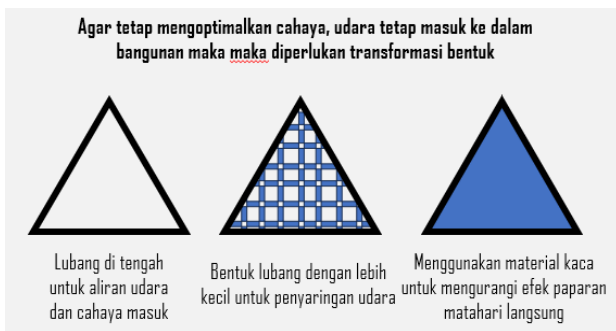 Agar tetap mengoptimalkan cahaya, udara tetap masuk ke dalam
bangunan maka maka diperlukan transformasi bentuk
Lubang di tengah
untuk aliran udara
dan cahaya masuk
Bentuk lubang dengan lebih
kecil untuk penyaringan udara
Menggunakan material kaca
untuk mengurangi efek paparan
matahari langsung